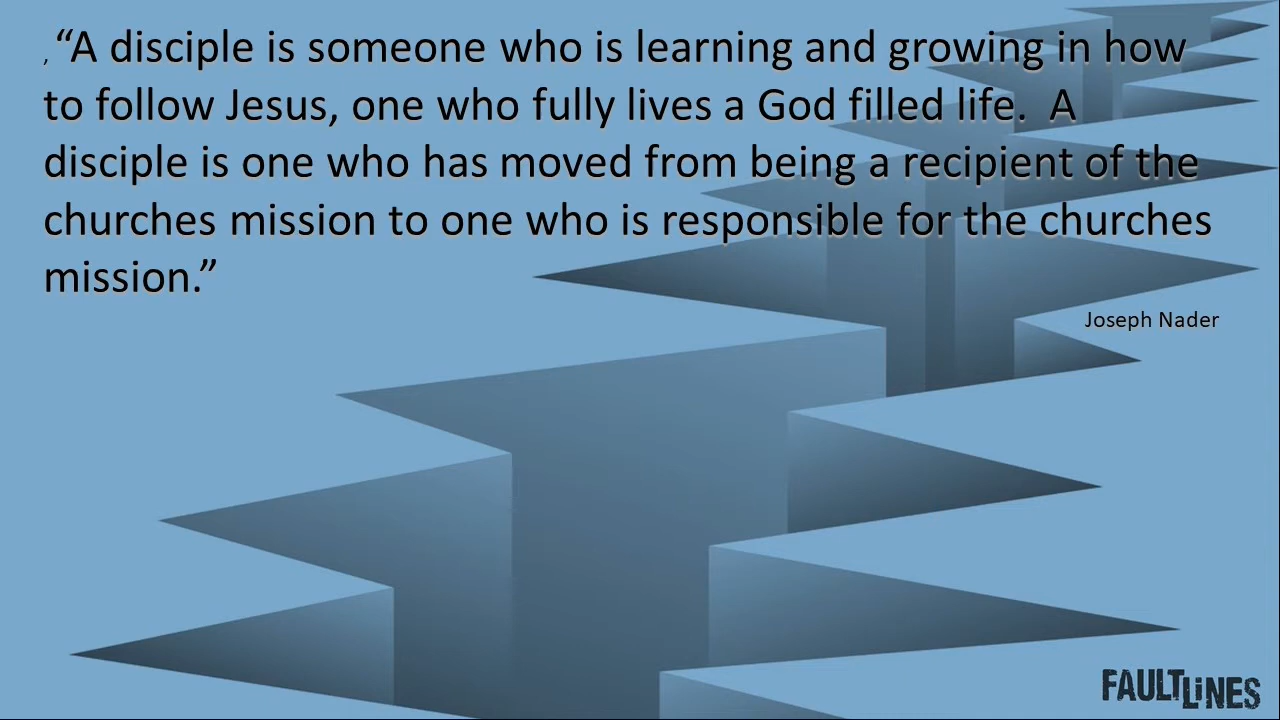 , “A disciple is someone who is learning and growing in how
to follow Jesus, one who fully lives a God filled life.  A
disciple is one who has moved from being a recipient of the
churches mission to one who is responsible for the churches
mission.”
Joseph Nader
FAULTLiNES